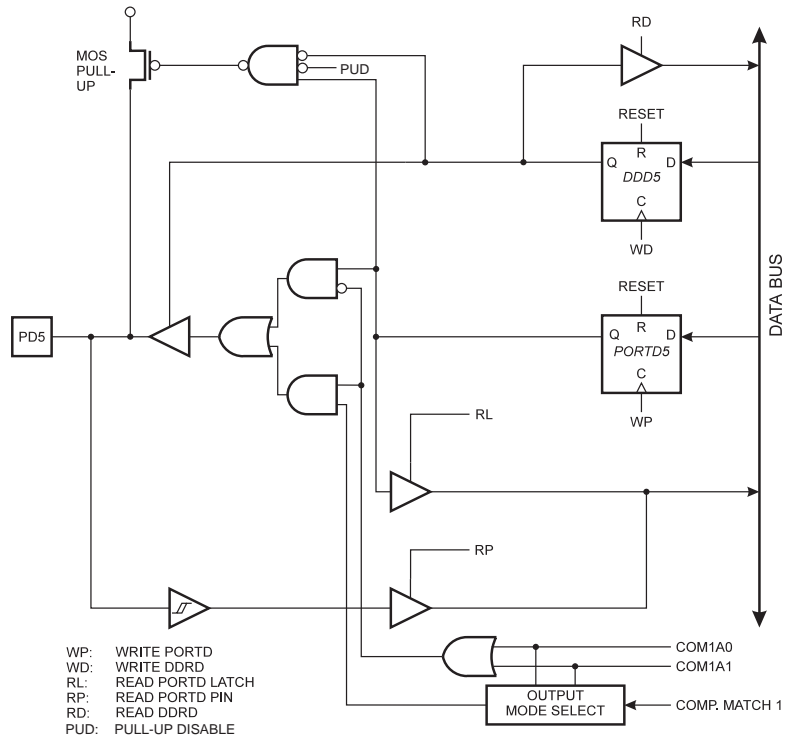 RD
MOS
PULL-
UP
PUD
RESET
R
Q
D
DDD5
C
WD
DATA BUS
RESET
R
Q
D
PD5
PORTD5
C
WP
RL
RP
WP: WRITE PORTD
WD: WRITE DDRD
RL: READ PORTD LATCH
RP: READ PORTD PIN
RD: READ DDRD
PUD: PULL-UP DISABLE
COM1A0
COM1A1
OUTPUT
MODE SELECT
COMP. MATCH 1